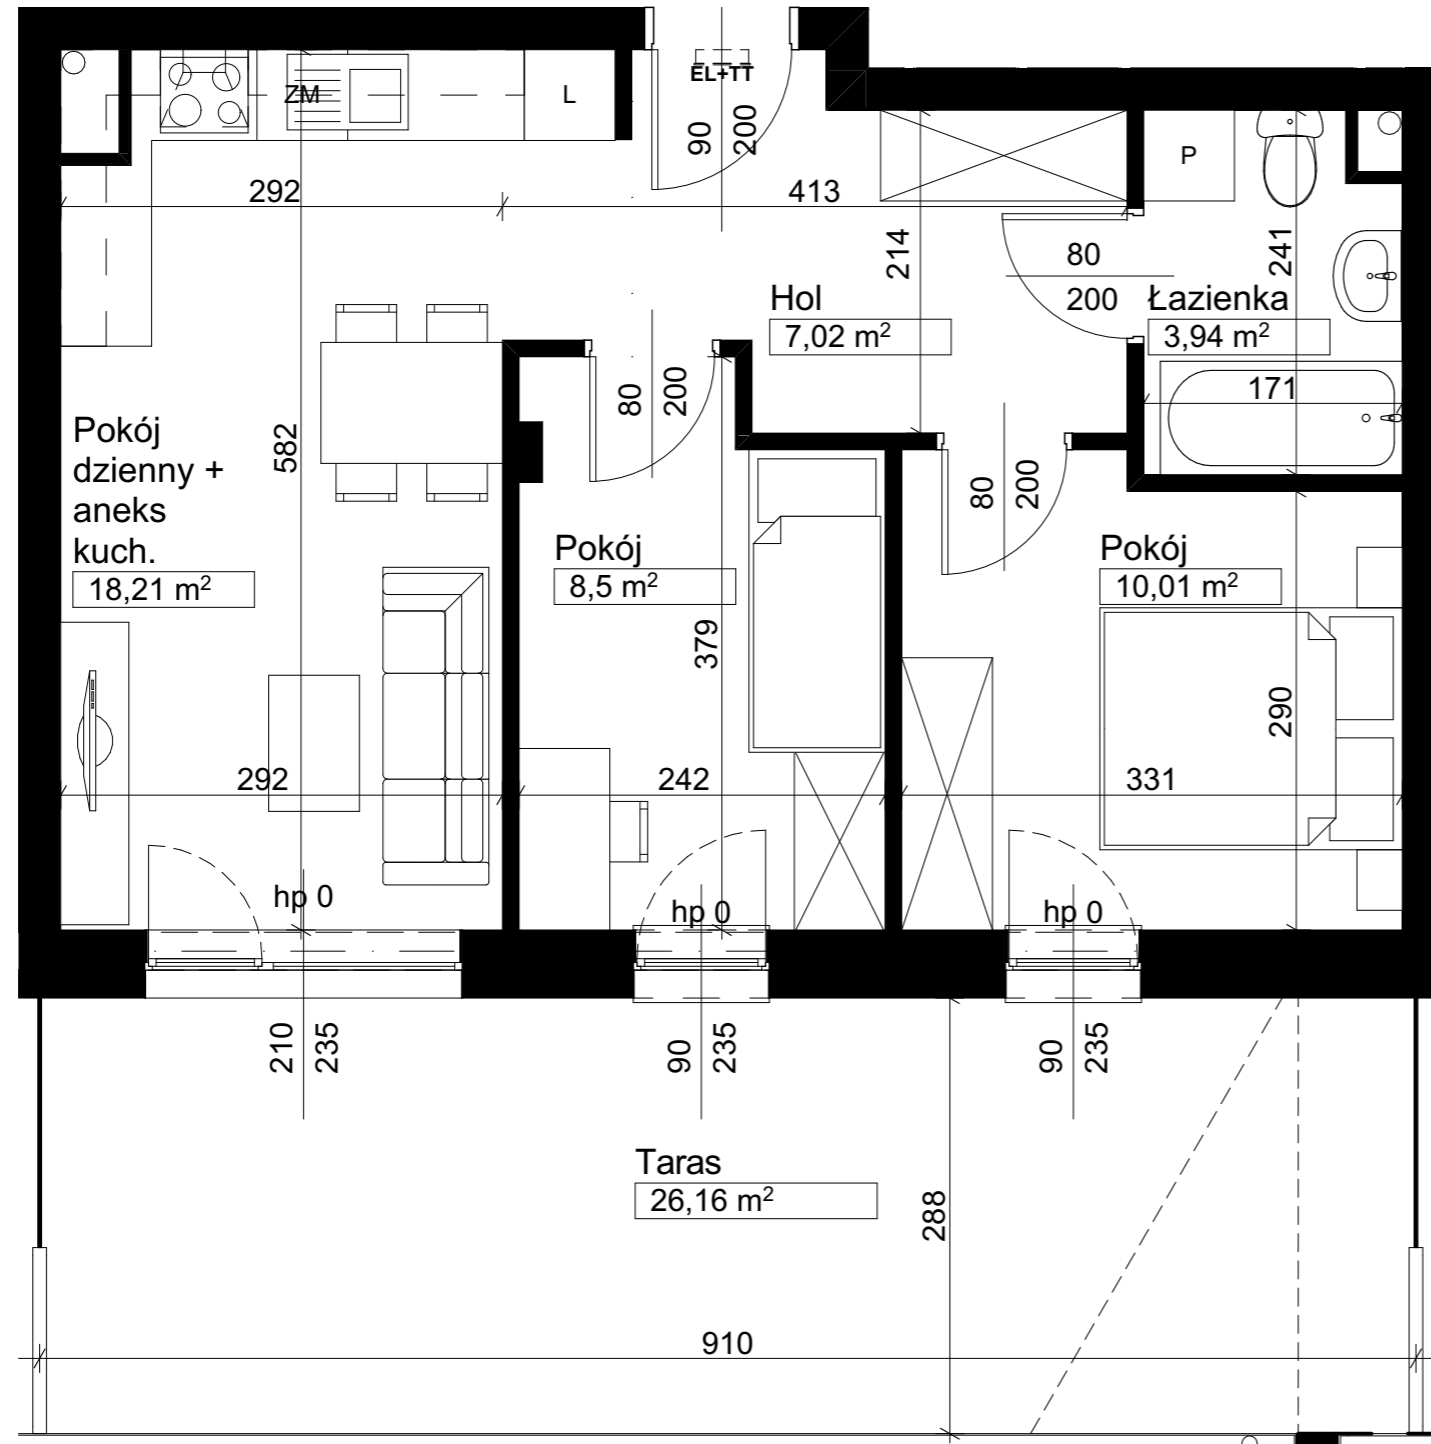 EL+TT
ZM
L
90
200
P
292
413
214
241
80
200
Hol
7,02 m²
Łazienka
3,94 m²
80
200
171
Pokój
dzienny +
aneks
kuch.
18,21 m²
582
80
200
Pokój
8,5 m²
Pokój
10,01 m²
379
290
292
242
331
hp 0
hp 0
hp 0
210
235
90
235
90
235
Taras
26,16 m²
288
910